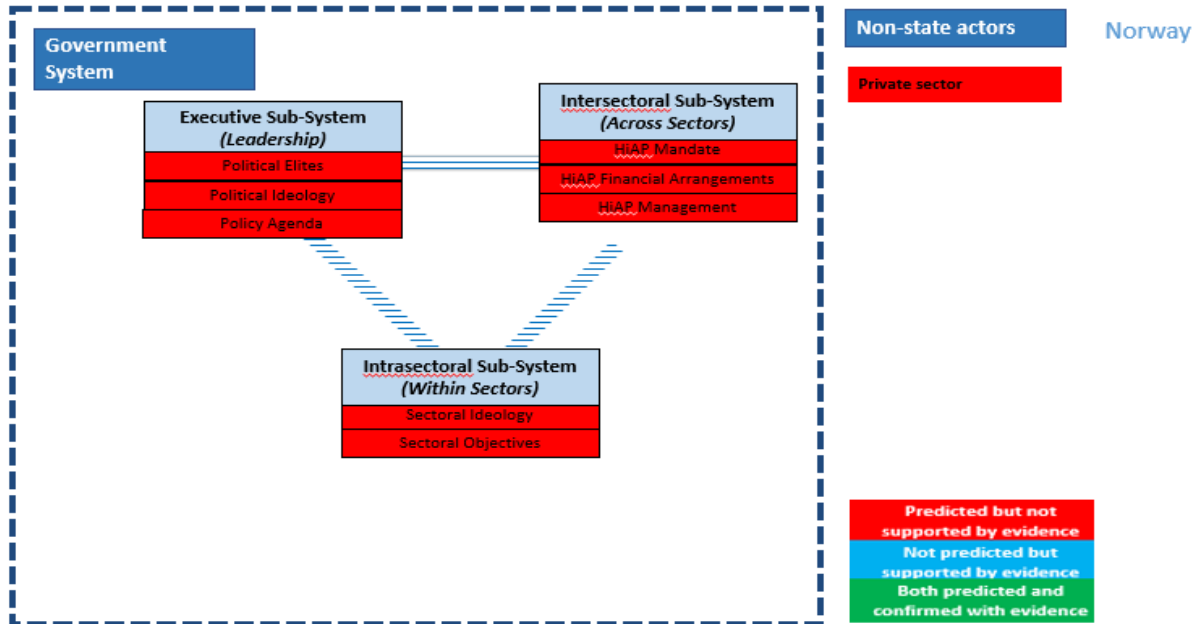 Government
System
Executive Sub-System
(Leadership)
Political Elites
Political Ideology
Policy Agenda
Intersectoral Sub-System
(Across Sectors)
HiAP Mandate
HiAP Financial Arrangements
HiAP Management
Intrasectoral Sub-System
(Within Sectors)
Sectoral Ideology
Sectoral Objectives
Non-state actors
Norway
Private sector
Predicted but not
supported by evidence
Not predicted but
supported by evidence
Both predicted and
confirmed with evidence